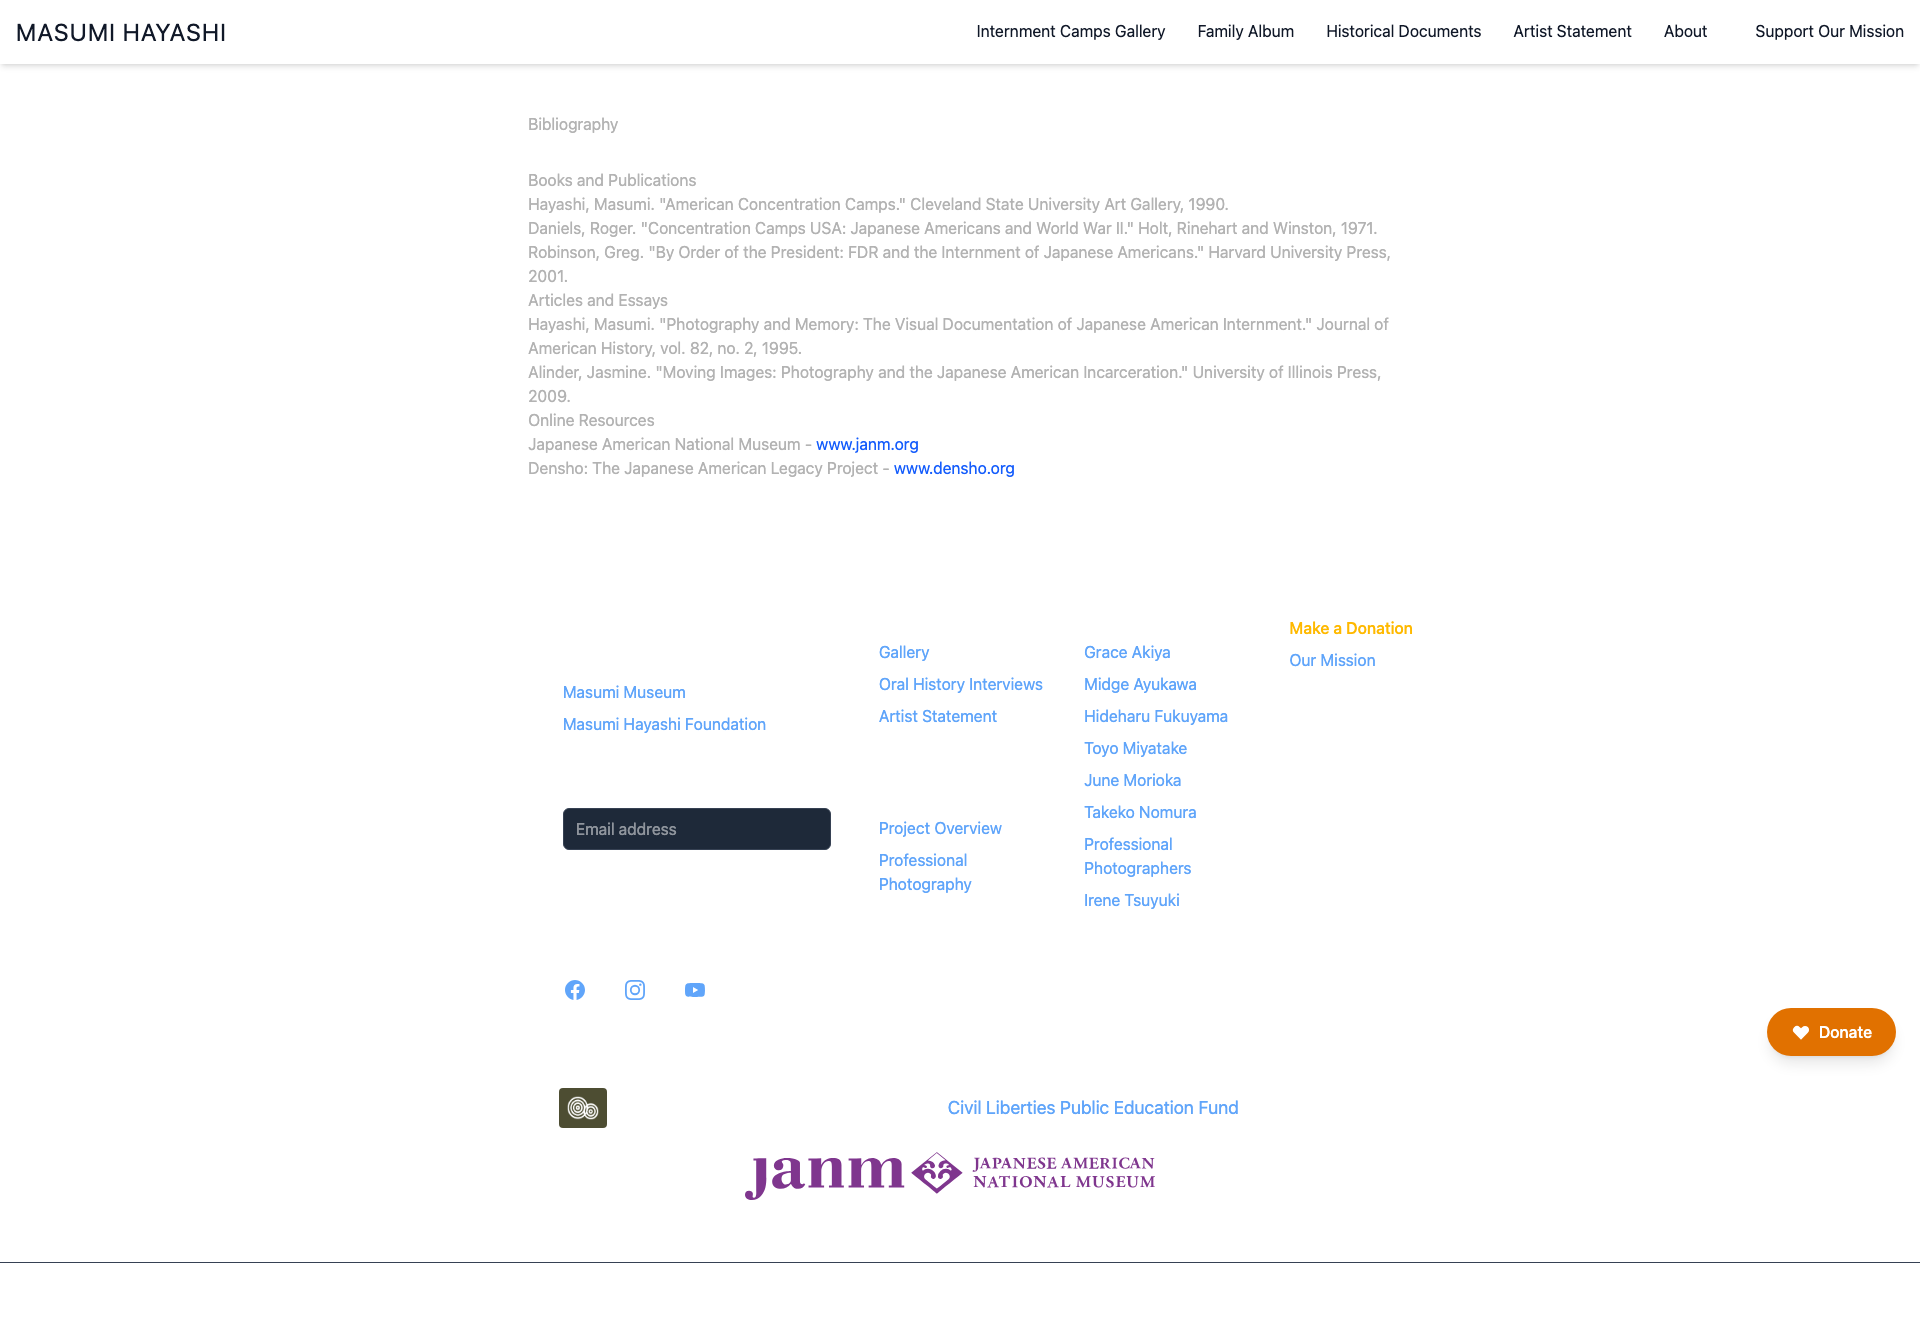 MASUMI HAYASHI
Internment Camps Gallery
Family Album
Historical Documents
Artist Statement
About
Support Our Mission
Bibliography
Books and Publications
Hayashi, Masumi. "American Concentration Camps." Cleveland State University Art Gallery, 1990.
Daniels, Roger. "Concentration Camps USA: Japanese Americans and World War II." Holt, Rinehart and Winston, 1971.
Robinson, Greg. "By Order of the President: FDR and the Internment of Japanese Americans." Harvard University Press,
2001.
Articles and Essays
Hayashi, Masumi. "Photography and Memory: The Visual Documentation of Japanese American Internment." Journal of
American History, vol. 82, no. 2, 1995.
Alinder, Jasmine. "Moving Images: Photography and the Japanese American Incarceration." University of Illinois Press,
2009.
Online Resources
Japanese American National Museum - www.janm.org
Densho: The Japanese American Legacy Project - www.densho.org
Masumi Museum
Masumi Hayashi Foundation
Email address
Gallery
Oral History Interviews
Artist Statement
Project Overview
Professional
Photography
Grace Akiya
Midge Ayukawa
Hideharu Fukuyama
Toyo Miyatake
June Morioka
Takeko Nomura
Professional
Photographers
Irene Tsuyuki
Make a Donation
Our Mission
Donate
Civil Liberties Public Education Fund
janm
JAPANESE AMERICAN
NATIONAL MUSEUM